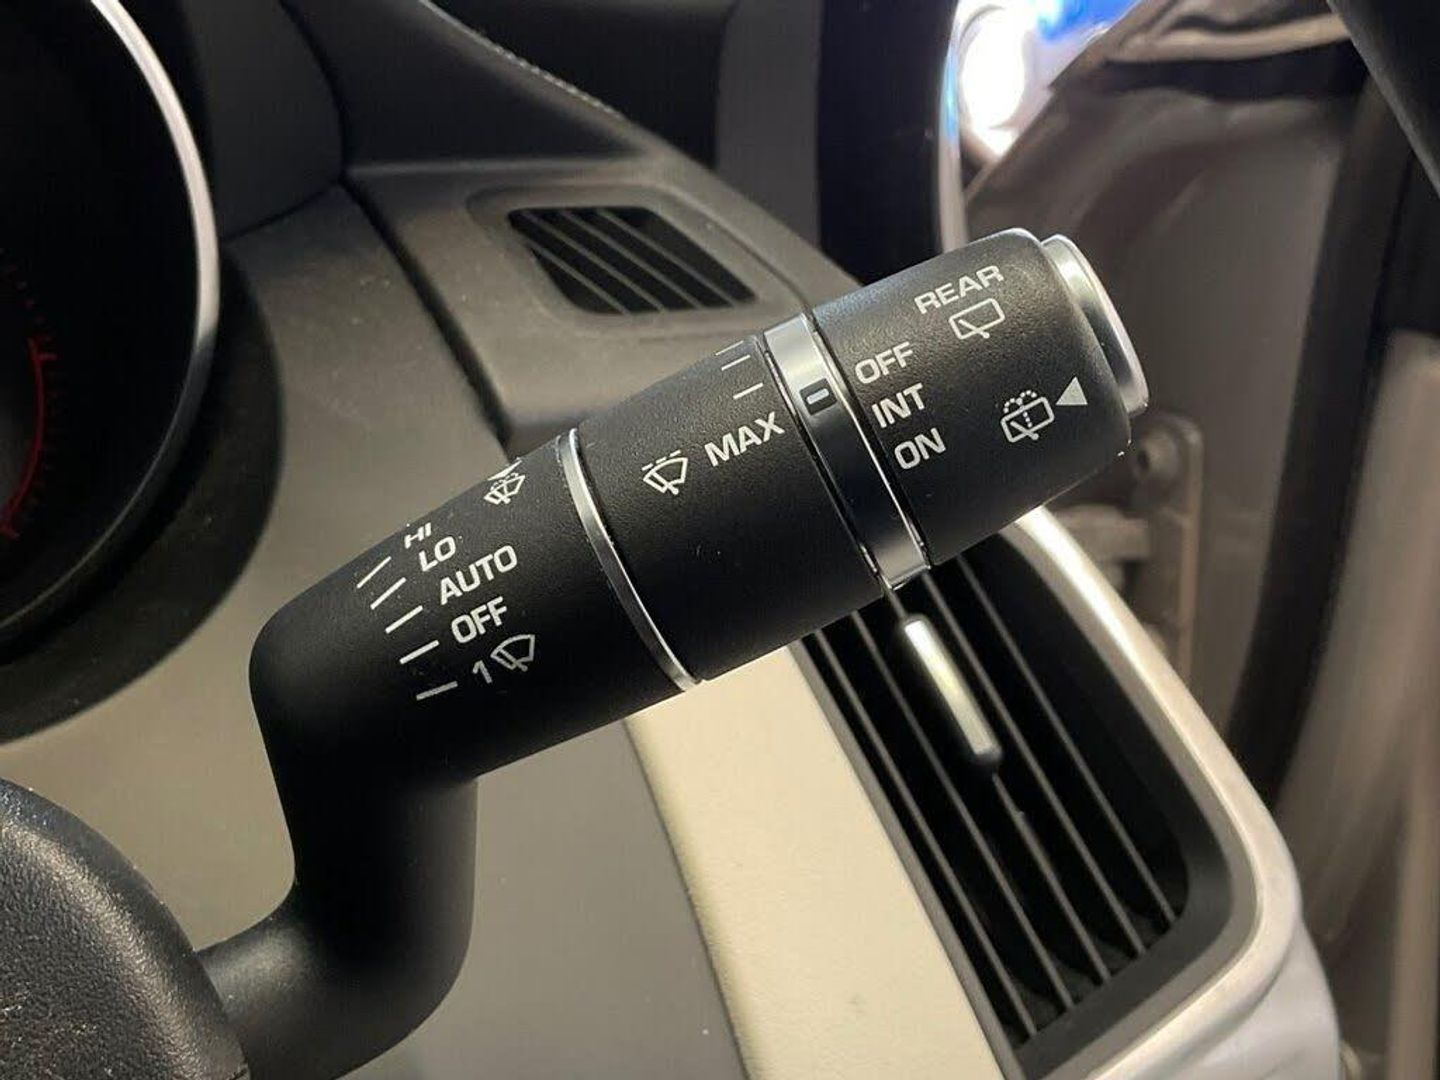 REAR
OFF
INT
ON
MAX
HI
LO
AUTO
OFF
1